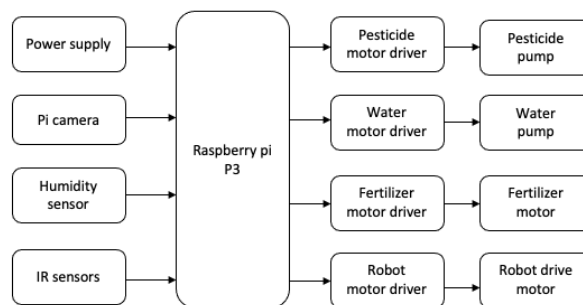 Power supply
Pi camera
Humidity
sensor
IR sensors
Raspberry pi
P3
Pesticide
motor driver
Pesticide
pump
Water
motor driver
Water
pump
Fertilizer
motor driver
Fertilizer
motor
Robot
motor driver
Robot drive
motor